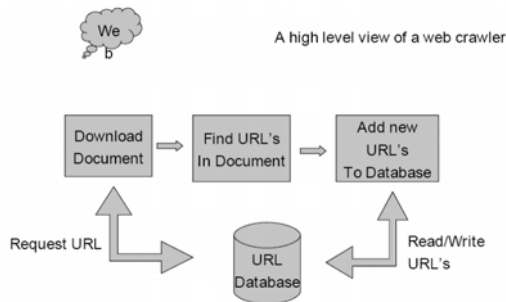 We
b
A high level view of a web crawler
Download
Document
Find URL's
In Document
Add new
URL's
To Database
Request URL
URL
Database
Read/Write
URL's